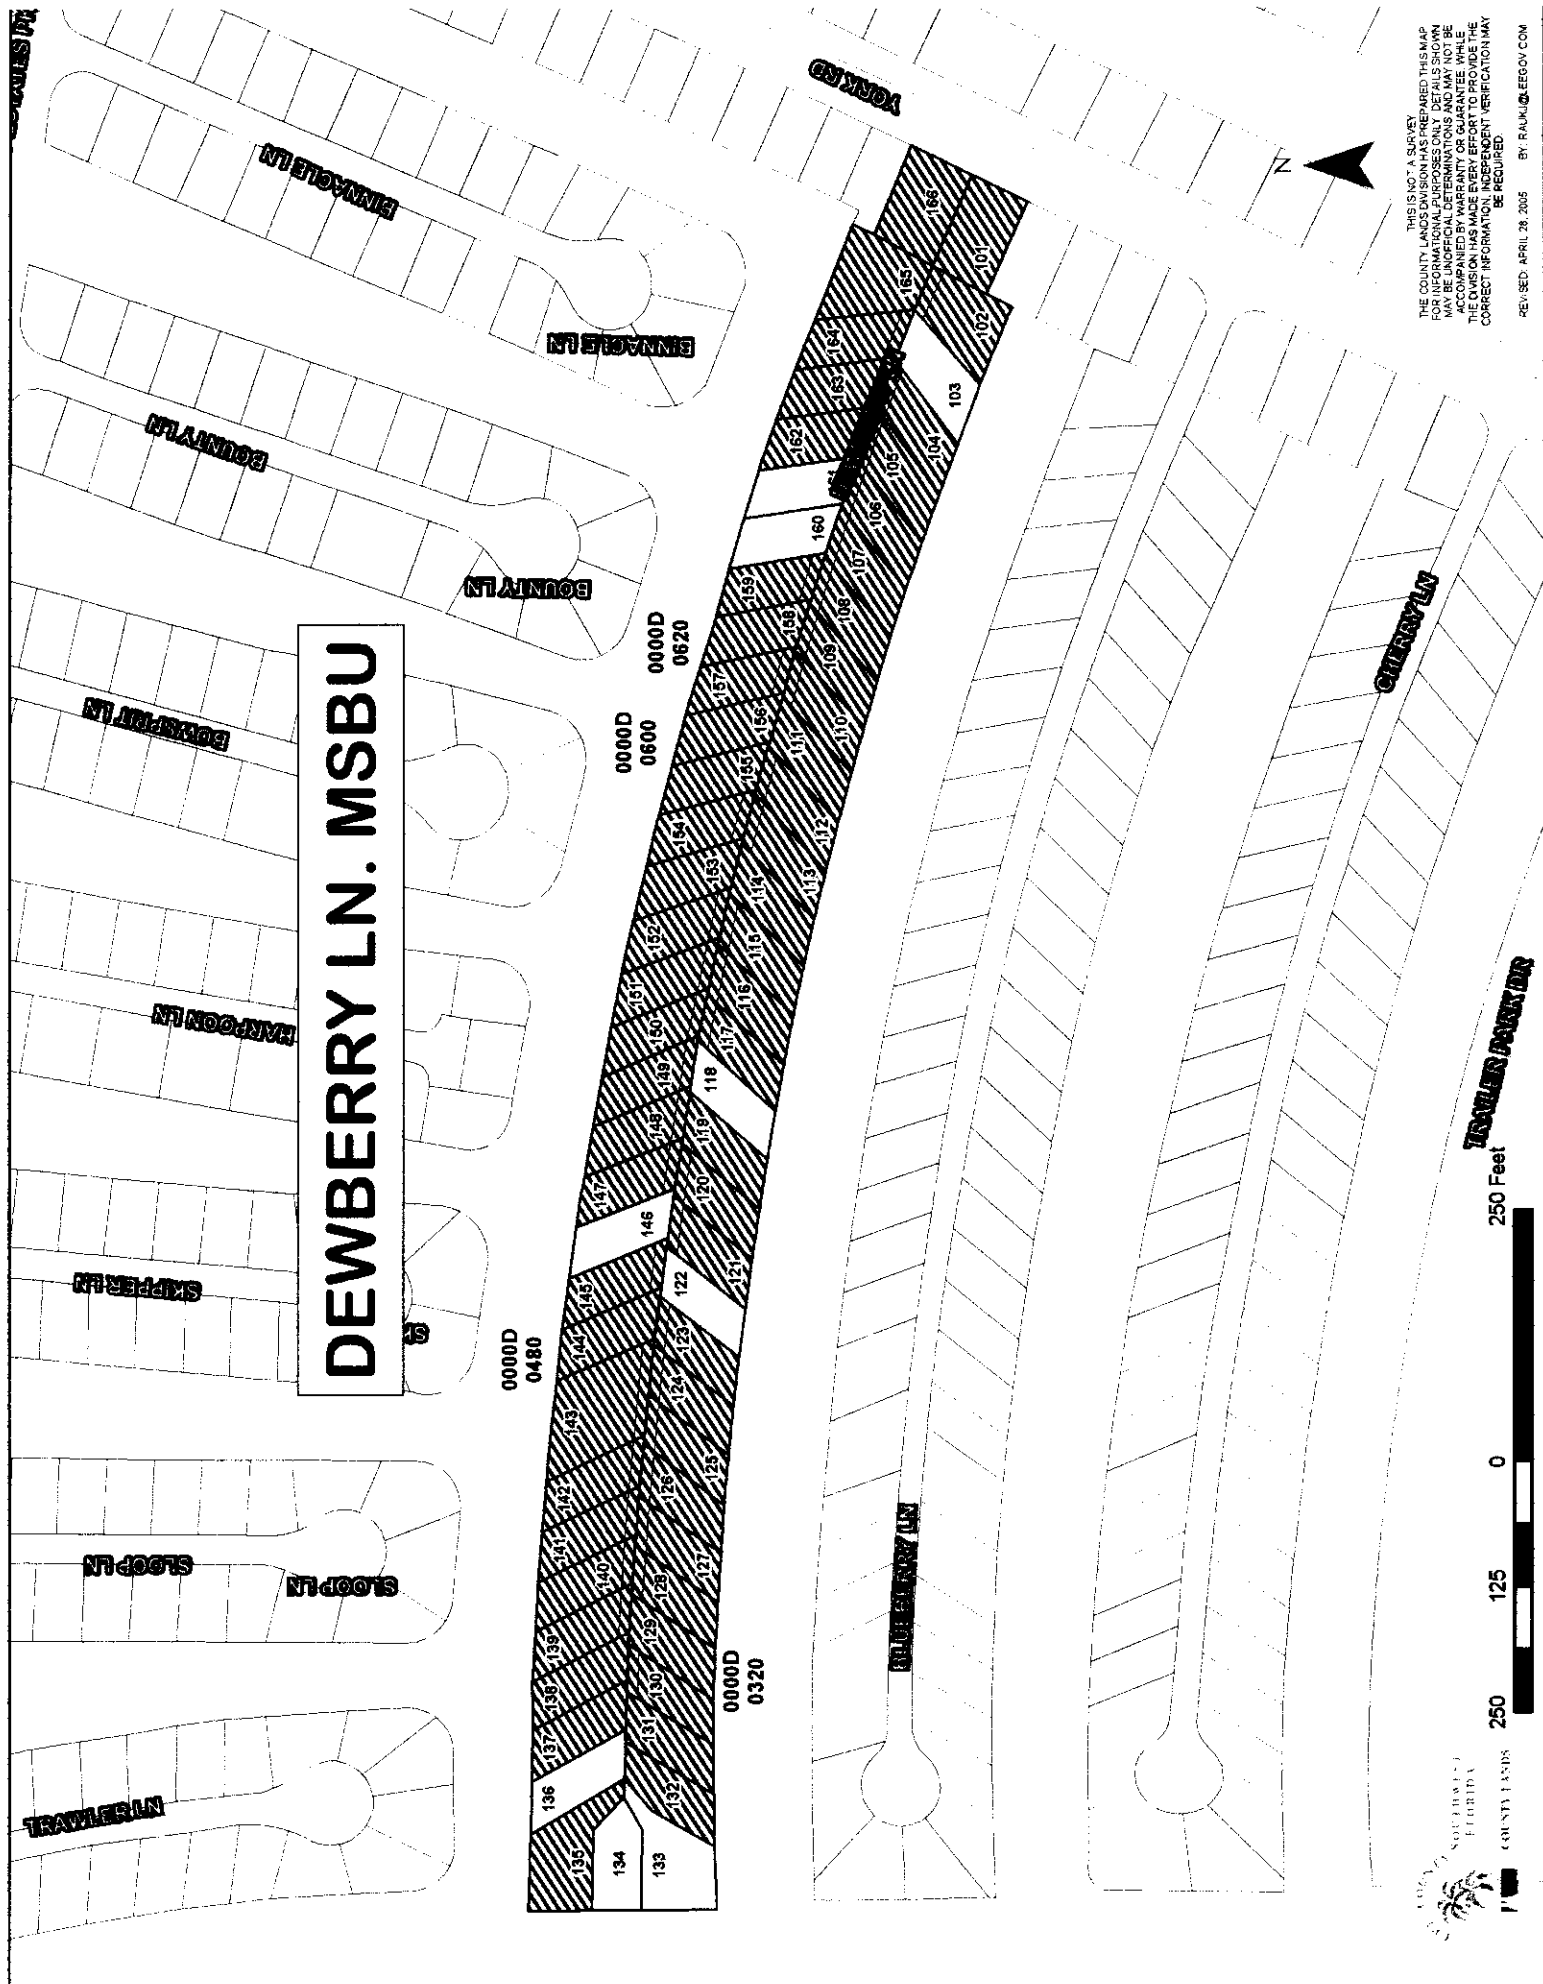 DEWBERRY LN. MSBU
TRAWLER LN
SLOOP LN
SLOOP LN
SKIPPER LN
SK
HARPOON LN
BOWSPRIT LN
BOUNTY LN
BOUNTY LN
BINNACLE LN
BINNACLE LN
YORK RD
0000D
0480
0000D
0600
0000D
0620
0000D
0320
135
134
133
136
137
138
139
140
141
142
143
144
145
146
147
148
149
150
151
152
153
154
155
156
157
158
159
160
162
163
164
165
166
132
131
130
129
128
127
126
125
124
123
122
121
120
119
118
117
116
115
114
113
112
111
110
109
108
107
106
105
104
103
102
101
BLUEBERRY LN
CHERRY LN
TRAILER PARK DR
250 125 0 250 Feet
N
THIS IS NOT A SURVEY
THE COUNTY LANDS DIVISION HAS PREPARED THIS MAP
FOR INFORMATIONAL PURPOSES ONLY. DETAILS SHOWN
MAY BE UNOFFICIAL DETERMINATIONS AND MAY NOT BE
ACCOMPANIED BY WARRANTY OR GUARANTEE. WHILE
THE DIVISION HAS MADE EVERY EFFORT TO PROVIDE THE
CORRECT INFORMATION, INDEPENDENT VERIFICATION MAY
BE REQUIRED.
REVISED: APRIL 28, 2005 BY: RAUKJ@LEEGOV.COM
SOUTHWEST
FLORIDA
COUNTY LANDS